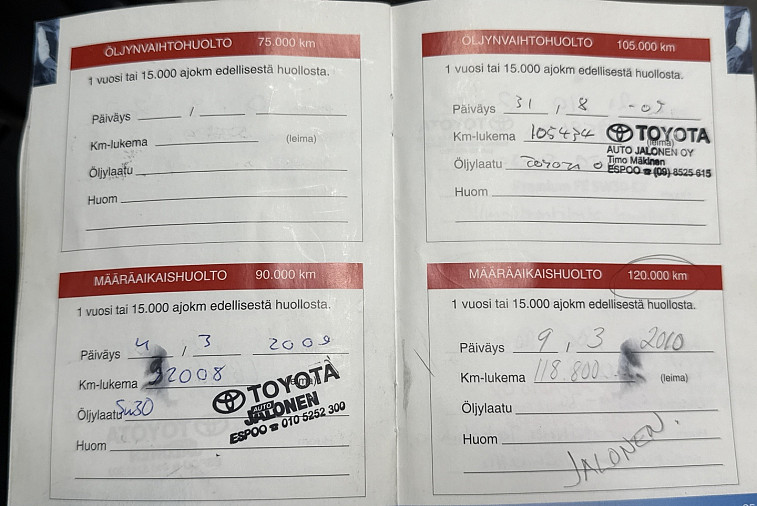 ÖLJYNVAIHTOHUOLTO 75.000 km
1 vuosi tai 15.000 ajokm edellisestä huollosta.
Päiväys /
Km-lukema (leima)
Öljylaatu
Huom
MÄÄRÄAIKAISHUOLTO 90.000 km
1 vuosi tai 15.000 ajokm edellisestä huollosta.
Päiväys 4 , 3 2009
Km-lukema 92008 (leima)
Öljylaatu 5w30
Huom
TOYOTA
AUTO
JALONEN
ESPOO ☎ 010 5252 300
ÖLJYNVAIHTOHUOLTO 105.000 km
1 vuosi tai 15.000 ajokm edellisestä huollosta.
Päiväys 31 , 8 -09
Km-lukema 105434 (leima)
Öljylaatu Toyota
Huom
TOYOTA
AUTO JALONEN OY
Timo Mäkinen
ESPOO ☎ (09) 8525 615
MÄÄRÄAIKAISHUOLTO 120.000 km
1 vuosi tai 15.000 ajokm edellisestä huollosta.
Päiväys 9 , 3 2010
Km-lukema 118.800 (leima)
Öljylaatu
Huom
JALONEN.